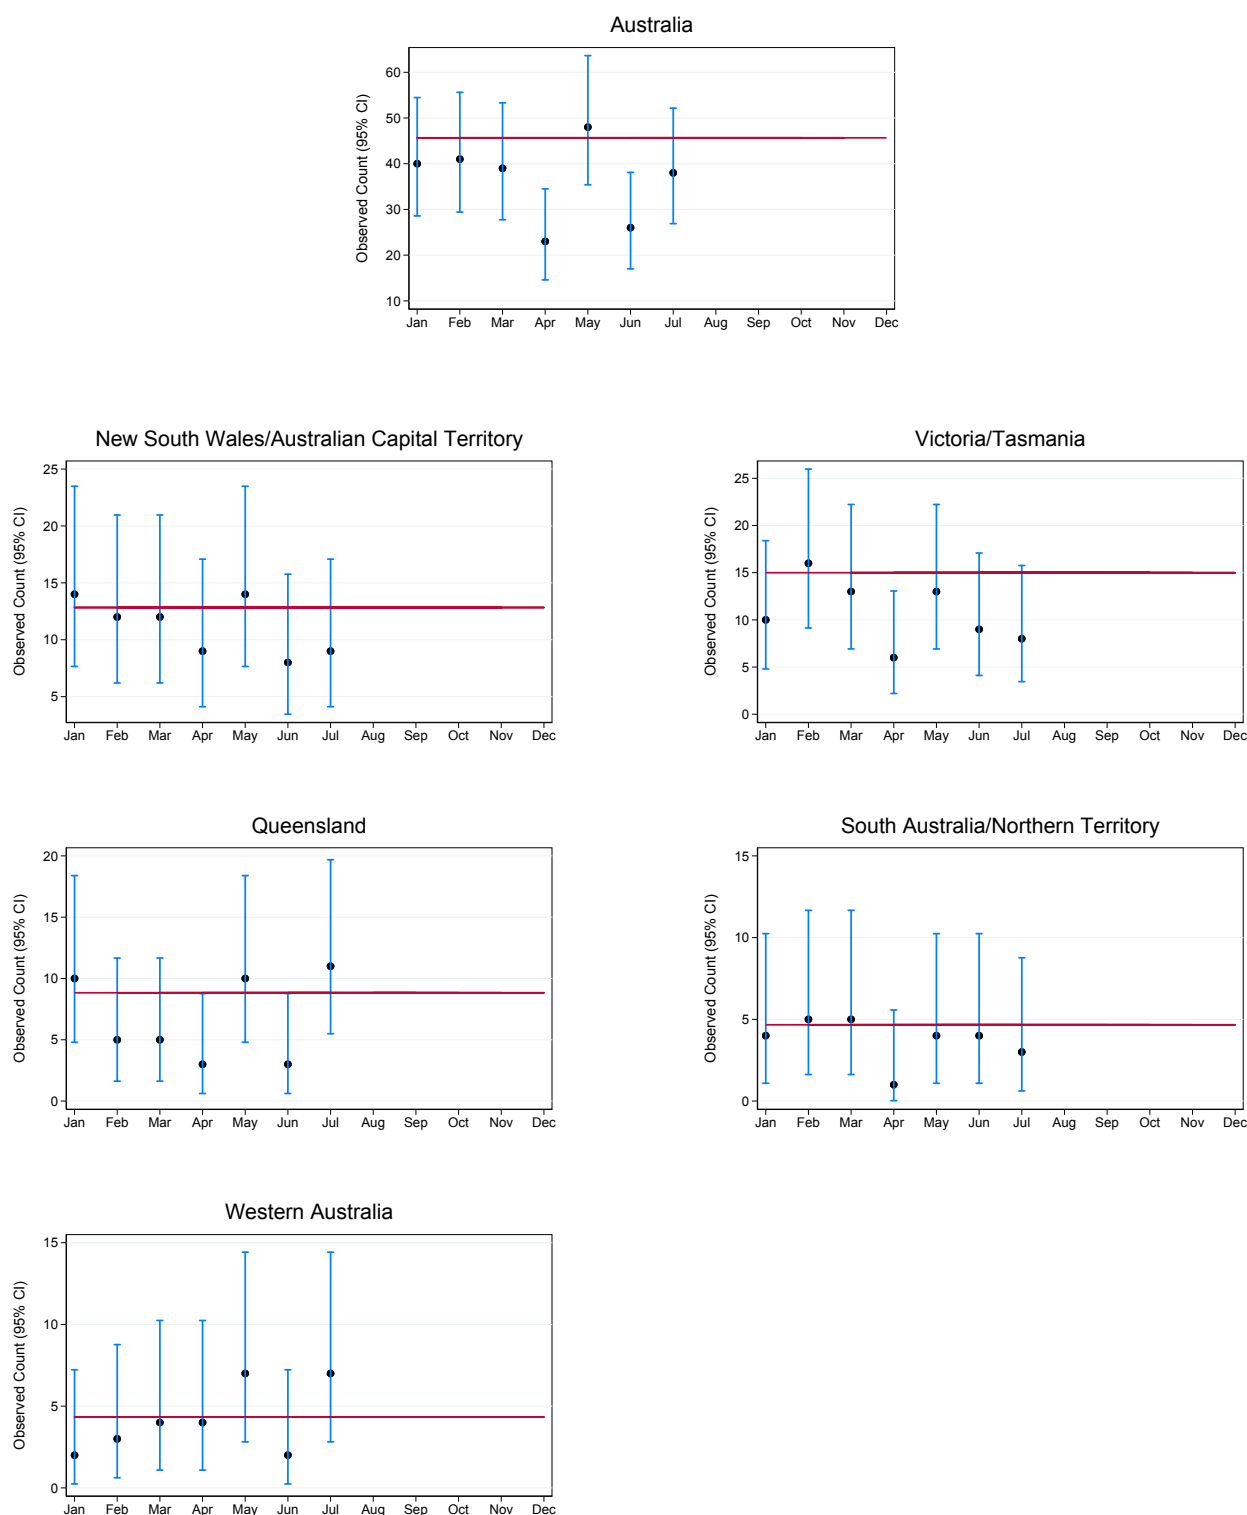 Australia
Observed Count (95% CI)
60
50
40
30
20
10
Jan Feb Mar Apr May Jun Jul Aug Sep Oct Nov Dec
New South Wales/Australian Capital Territory
Observed Count (95% CI)
25
20
15
10
5
Jan Feb Mar Apr May Jun Jul Aug Sep Oct Nov Dec
Victoria/Tasmania
Observed Count (95% CI)
25
20
15
10
5
0
Jan Feb Mar Apr May Jun Jul Aug Sep Oct Nov Dec
Queensland
Observed Count (95% CI)
20
15
10
5
0
Jan Feb Mar Apr May Jun Jul Aug Sep Oct Nov Dec
South Australia/Northern Territory
Observed Count (95% CI)
15
10
5
0
Jan Feb Mar Apr May Jun Jul Aug Sep Oct Nov Dec
Western Australia
Observed Count (95% CI)
15
10
5
0
Jan Feb Mar Apr May Jun Jul Aug Sep Oct Nov Dec